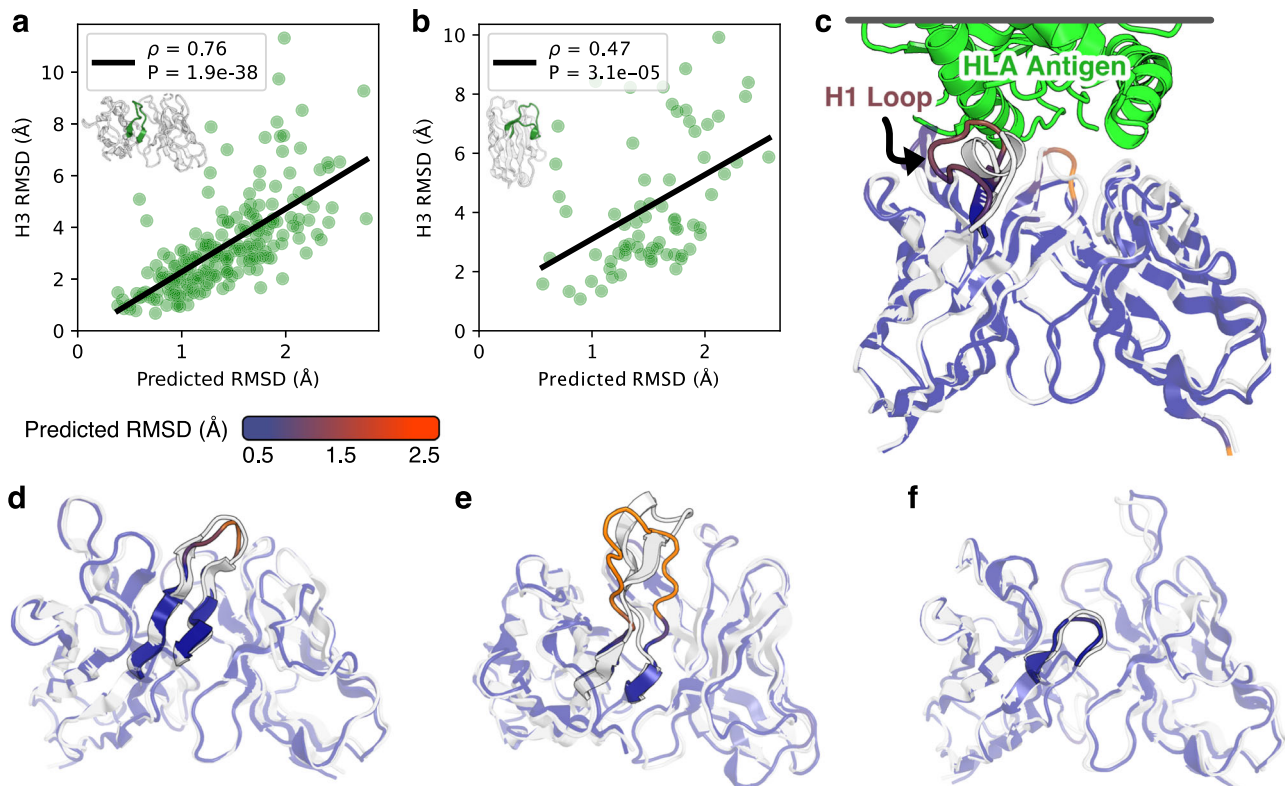 a
ρ = 0.76
P = 1.9e-38
H3 RMSD (Å)
10
8
6
4
2
0
0
1
2
Predicted RMSD (Å)
b
ρ = 0.47
P = 3.1e-05
H3 RMSD (Å)
10
8
6
4
2
0
0
1
2
Predicted RMSD (Å)
c
HLA Antigen
H1 Loop
Predicted RMSD (Å)
0.5 1.5 2.5
d
e
f